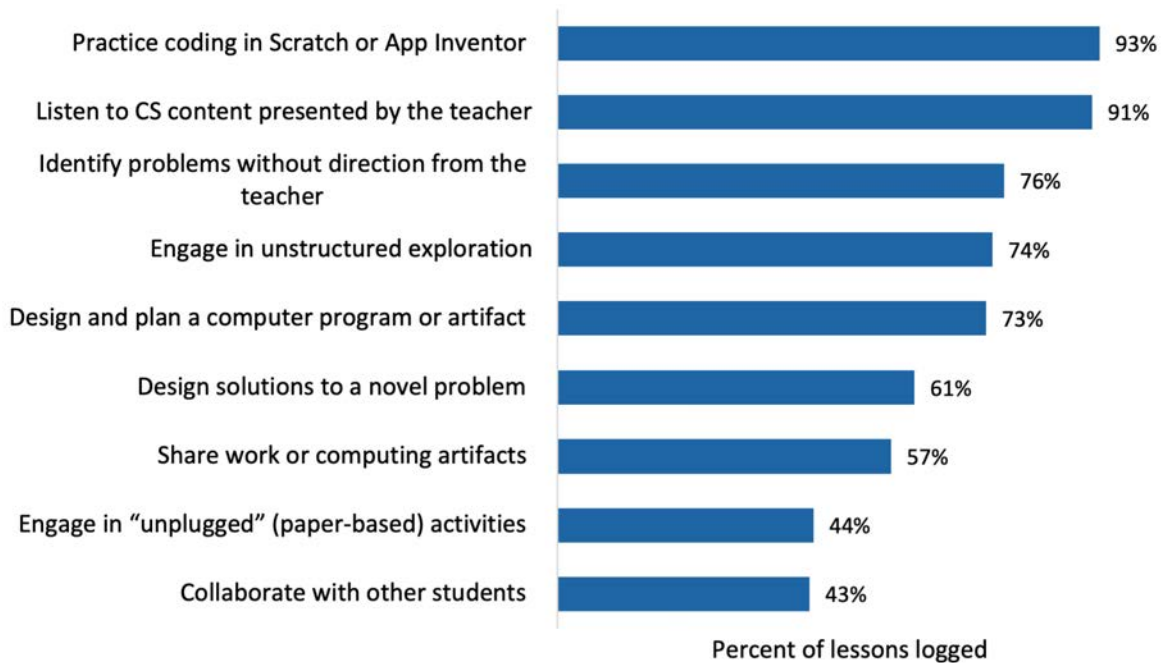 Practice coding in Scratch or App Inventor 93%
Listen to CS content presented by the teacher 91%
Identify problems without direction from the
teacher 76%
Engage in unstructured exploration 74%
Design and plan a computer program or artifact 73%
Design solutions to a novel problem 61%
Share work or computing artifacts 57%
Engage in “unplugged” (paper-based) activities 44%
Collaborate with other students 43%
Percent of lessons logged